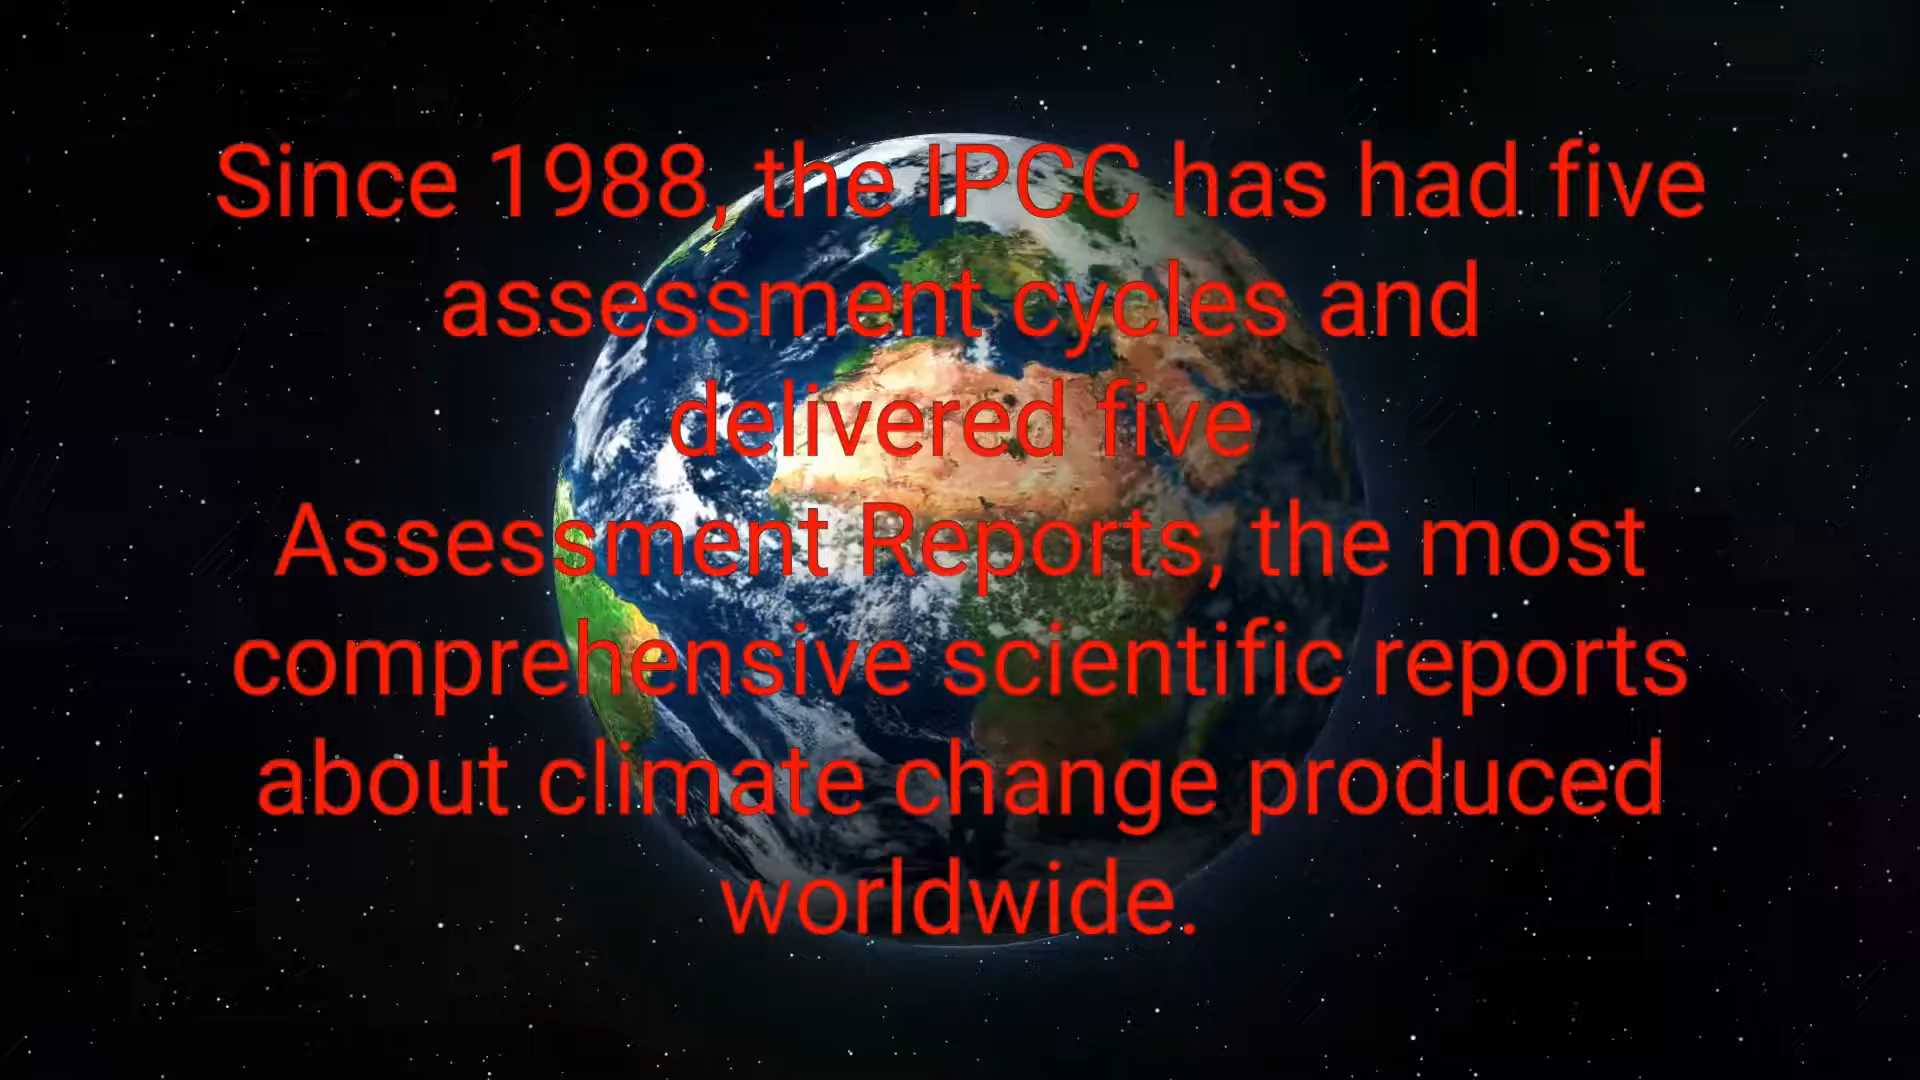 Since 1988, the IPCC has had five
assessment cycles and
delivered five
Assessment Reports, the most
comprehensive scientific reports
about climate change produced
worldwide.